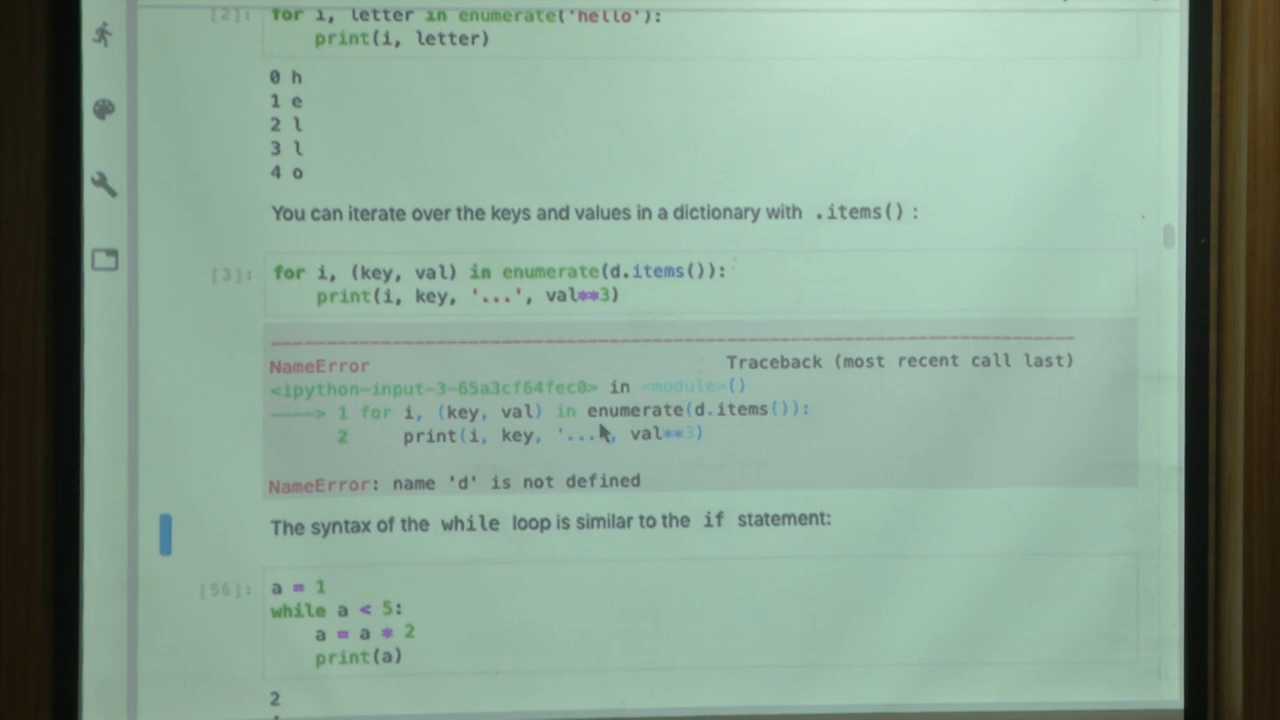 [2]: for i, letter in enumerate('hello'):
print(i, letter)
0 h
1 e
2 l
3 l
4 o
You can iterate over the keys and values in a dictionary with .items() :
[3]: for i, (key, val) in enumerate(d.items()):
print(i, key, '...', val**3)
NameError Traceback (most recent call last)
<ipython-input-3-65a3cf64fec0> in <module>()
----> 1 for i, (key, val) in enumerate(d.items()):
2 print(i, key, '...', val**3)
NameError: name 'd' is not defined
The syntax of the while loop is similar to the if statement:
[56]: a = 1
while a < 5:
a = a * 2
print(a)
2